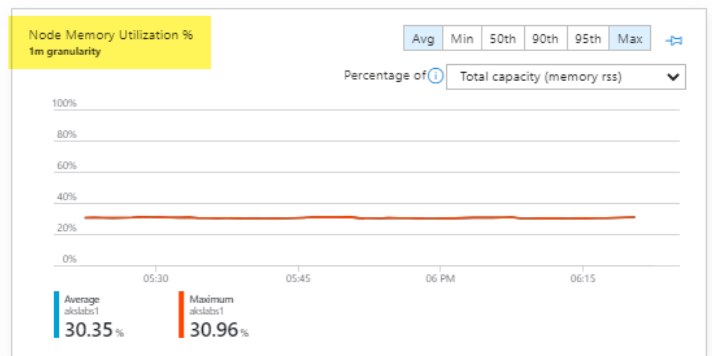 Node Memory Utilization %
1m granularity
Avg Min 50th 90th 95th Max
Percentage of i Total capacity (memory rss)
100%
80%
60%
40%
20%
0%
05:30 05:45 06 PM 06:15
Average Maximum
akslabs1 akslabs1
30.35 % 30.96 %